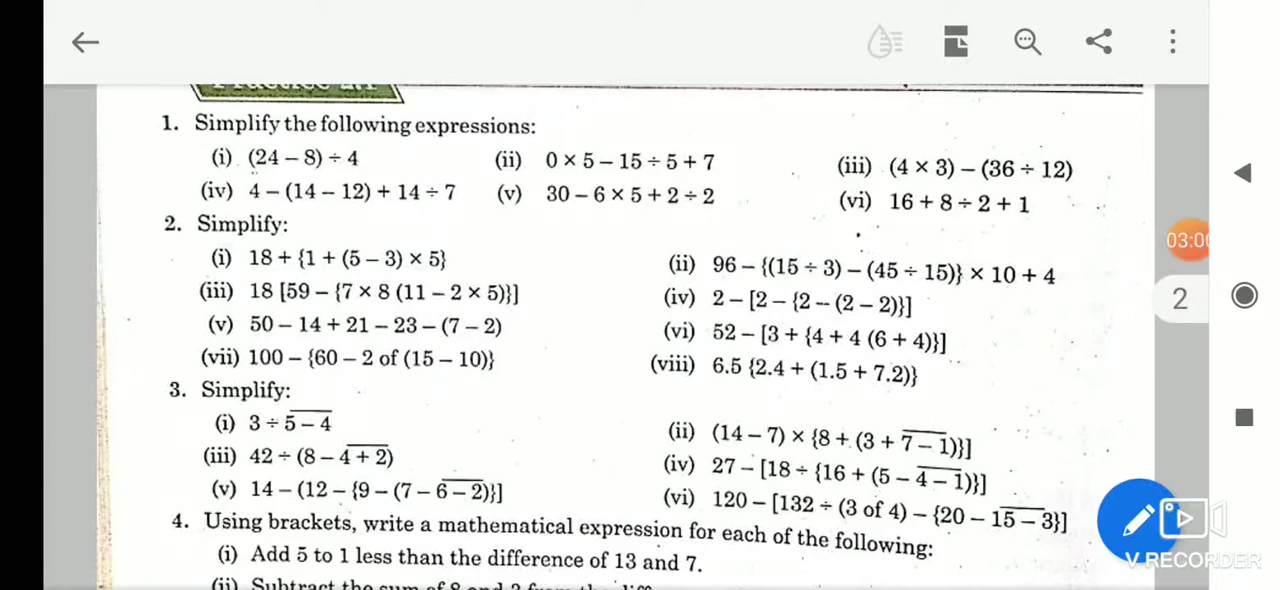 1. Simplify the following expressions:
(i) (24 – 8) ÷ 4 (ii) 0 × 5 – 15 ÷ 5 + 7 (iii) (4 × 3) – (36 ÷ 12)
(iv) 4 – (14 – 12) + 14 ÷ 7 (v) 30 – 6 × 5 + 2 ÷ 2 (vi) 16 + 8 ÷ 2 + 1
2. Simplify:
(i) 18 + {1 + (5 – 3) × 5} (ii) 96 – {(15 ÷ 3) – (45 ÷ 15)} × 10 + 4
(iii) 18 [59 – {7 × 8 (11 – 2 × 5)}] (iv) 2 – [2 – {2 – (2 – 2)}]
(v) 50 – 14 + 21 – 23 – (7 – 2) (vi) 52 – [3 + {4 + 4 (6 + 4)}]
(vii) 100 – {60 – 2 of (15 – 10)} (viii) 6.5 {2.4 + (1.5 + 7.2)}
3. Simplify:
(i) 3 ÷ 5 – 4 (ii) (14 – 7) × {8 + (3 + 7 – 1)}]
(iii) 42 ÷ (8 – 4 + 2) (iv) 27 – [18 ÷ {16 + (5 – 4 – 1)}]
(v) 14 – (12 – {9 – (7 – 6 – 2)}] (vi) 120 – [132 ÷ (3 of 4) – {20 – 15 – 3}]
4. Using brackets, write a mathematical expression for each of the following:
(i) Add 5 to 1 less than the difference of 13 and 7.
(ii) Subtract the sum of 8 and
03:0
2
V RECORDER